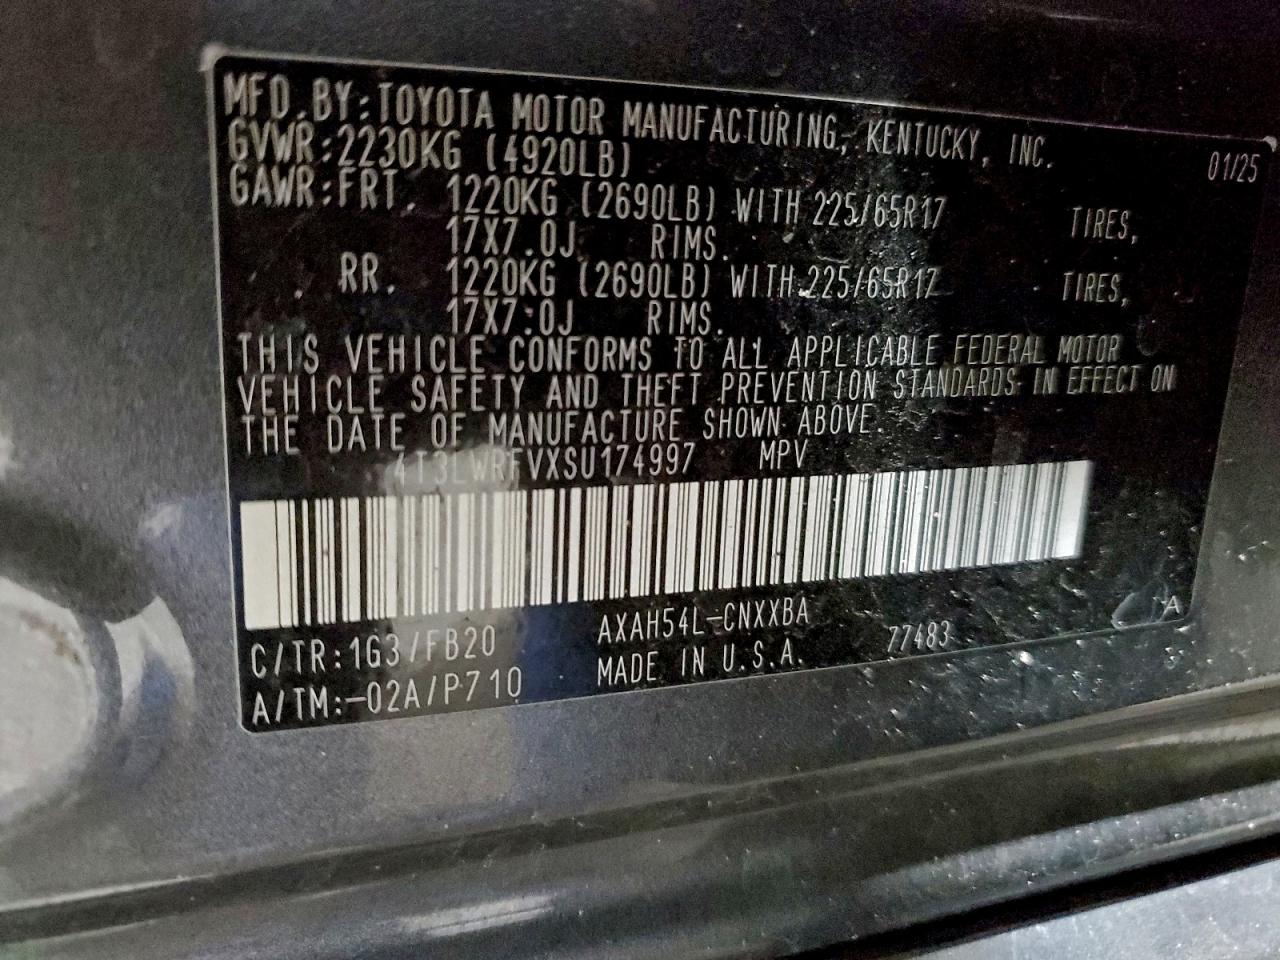 MFD. BY: TOYOTA MOTOR MANUFACTURING, KENTUCKY, INC.
01/25
GVWR: 2230KG (4920LB)
GAWR: FRT. 1220KG (2690LB) WITH 225/65R17 TIRES,
17X7.0J RIMS.
RR. 1220KG (2690LB) WITH 225/65R17 TIRES,
17X7.0J RIMS.
THIS VEHICLE CONFORMS TO ALL APPLICABLE FEDERAL MOTOR
VEHICLE SAFETY AND THEFT PREVENTION STANDARDS IN EFFECT ON
THE DATE OF MANUFACTURE SHOWN ABOVE.
4T3LWRFVXSU174997 MPV
C/TR: 1G3/FB20 AXAH54L-CNXXBA 77483 A
A/TM: -02A/P710 MADE IN U.S.A.